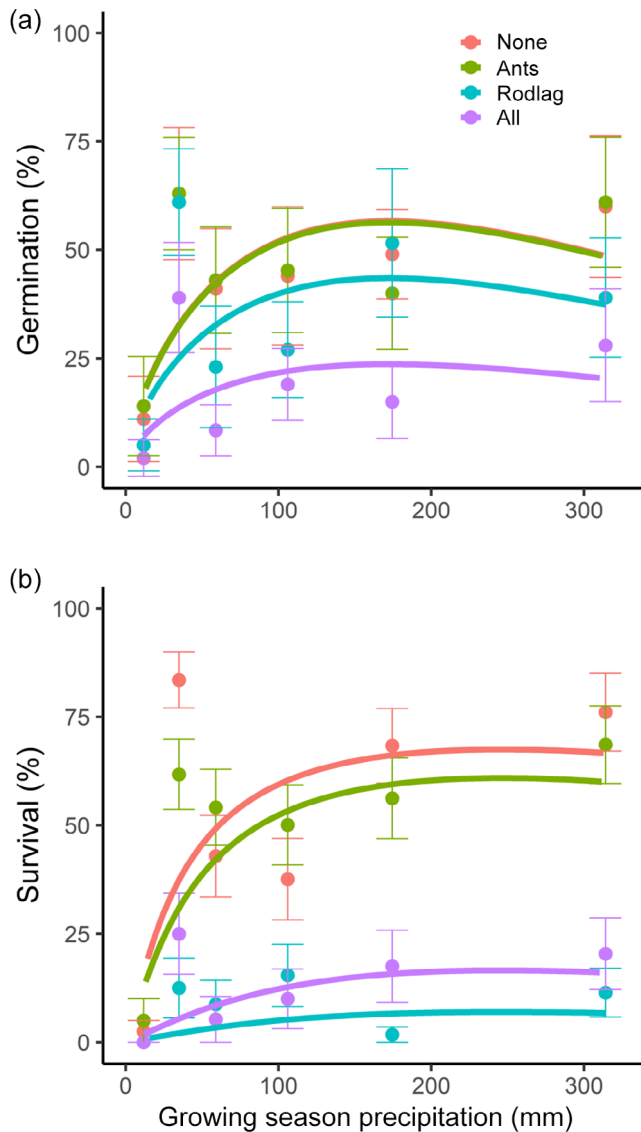 (a)
100
75
50
25
0
Germination (%)
None
Ants
Rodlag
All
0 100 200 300
(b)
100
75
50
25
0
Survival (%)
0 100 200 300
Growing season precipitation (mm)